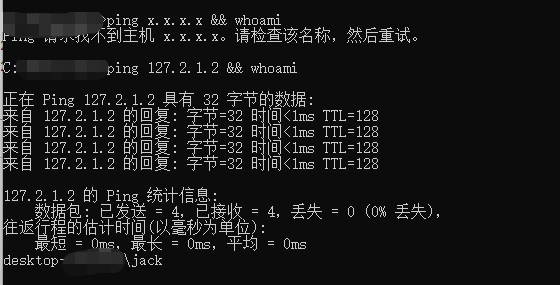 >ping x.x.x.x && whoami
Ping 请求找不到主机 x.x.x.x。请检查该名称，然后重试。
C:
>ping 127.2.1.2 && whoami
正在 Ping 127.2.1.2 具有 32 字节的数据:
来自 127.2.1.2 的回复: 字节=32 时间<1ms TTL=128
来自 127.2.1.2 的回复: 字节=32 时间<1ms TTL=128
来自 127.2.1.2 的回复: 字节=32 时间<1ms TTL=128
来自 127.2.1.2 的回复: 字节=32 时间<1ms TTL=128
127.2.1.2 的 Ping 统计信息:
数据包: 已发送 = 4，已接收 = 4，丢失 = 0 (0% 丢失)，
往返行程的估计时间(以毫秒为单位):
最短 = 0ms，最长 = 0ms，平均 = 0ms
desktop- \jack